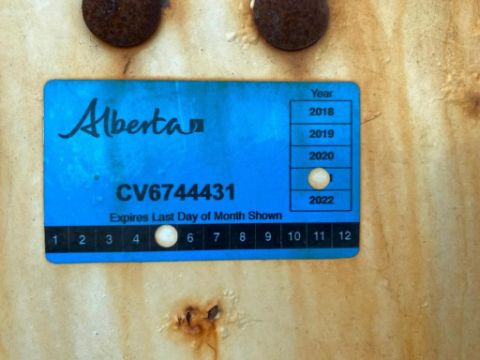 Year
Alberta
2018
2019
2020
2022
CV6744431
Expires Last Day of Month Shown
1 2 3 4 6 7 8 9 10 11 12